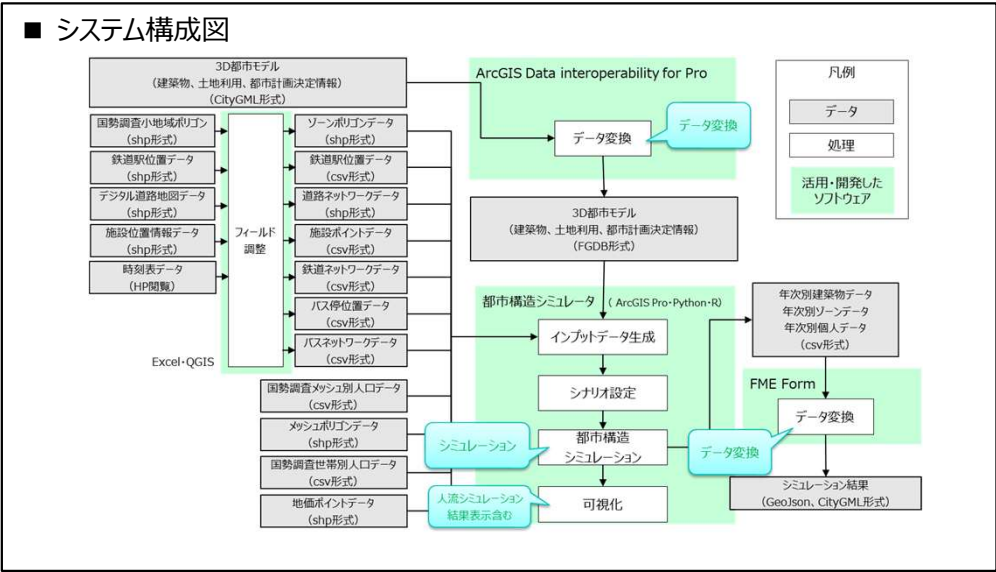 ■ システム構成図
3D都市モデル
（建築物、土地利用、都市計画決定情報）
（CityGML形式）
国勢調査小地域ポリゴン
（shp形式）
鉄道駅位置データ
（shp形式）
デジタル道路地図データ
（shp形式）
施設位置情報データ
（shp形式）
時刻表データ
（HP閲覧）
フィールド
調整
Excel・QGIS
ゾーンポリゴンデータ
（shp形式）
鉄道駅位置データ
（csv形式）
道路ネットワークデータ
（shp形式）
施設ポイントデータ
（csv形式）
鉄道ネットワークデータ
（csv形式）
バス停位置データ
（csv形式）
バスネットワークデータ
（csv形式）
国勢調査メッシュ別人口データ
（csv形式）
メッシュポリゴンデータ
（shp形式）
国勢調査世帯別人口データ
（csv形式）
地価ポイントデータ
（shp形式）
ArcGIS Data interoperability for Pro
データ変換
データ変換
3D都市モデル
（建築物、土地利用、都市計画決定情報）
（FGDB形式）
都市構造シミュレータ （ ArcGIS Pro・Python・R）
インプットデータ生成
シナリオ設定
都市構造
シミュレーション
可視化
シミュレーション
人流シミュレーション
結果表示含む
データ変換
年次別建築物データ
年次別ゾーンデータ
年次別個人データ
（csv形式）
FME Form
データ変換
シミュレーション結果
（GeoJson、CityGML形式）
凡例
データ
処理
活用・開発した
ソフトウェア